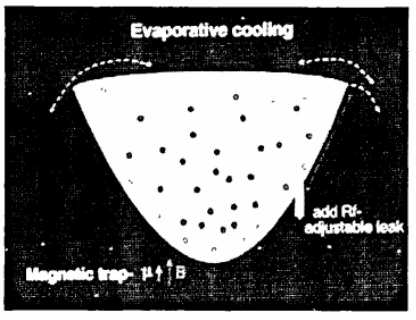 Evaporative cooling
add Rf-
adjustable leak
Magnetic trap- μ↑ B